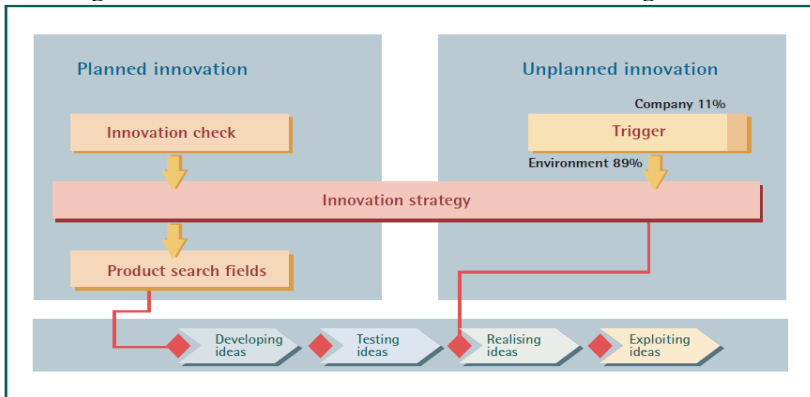 Planned innovation
Unplanned innovation
Company 11%
Innovation check
Trigger
Environment 89%
Innovation strategy
Product search fields
Developing
ideas
Testing
ideas
Realising
ideas
Exploiting
ideas